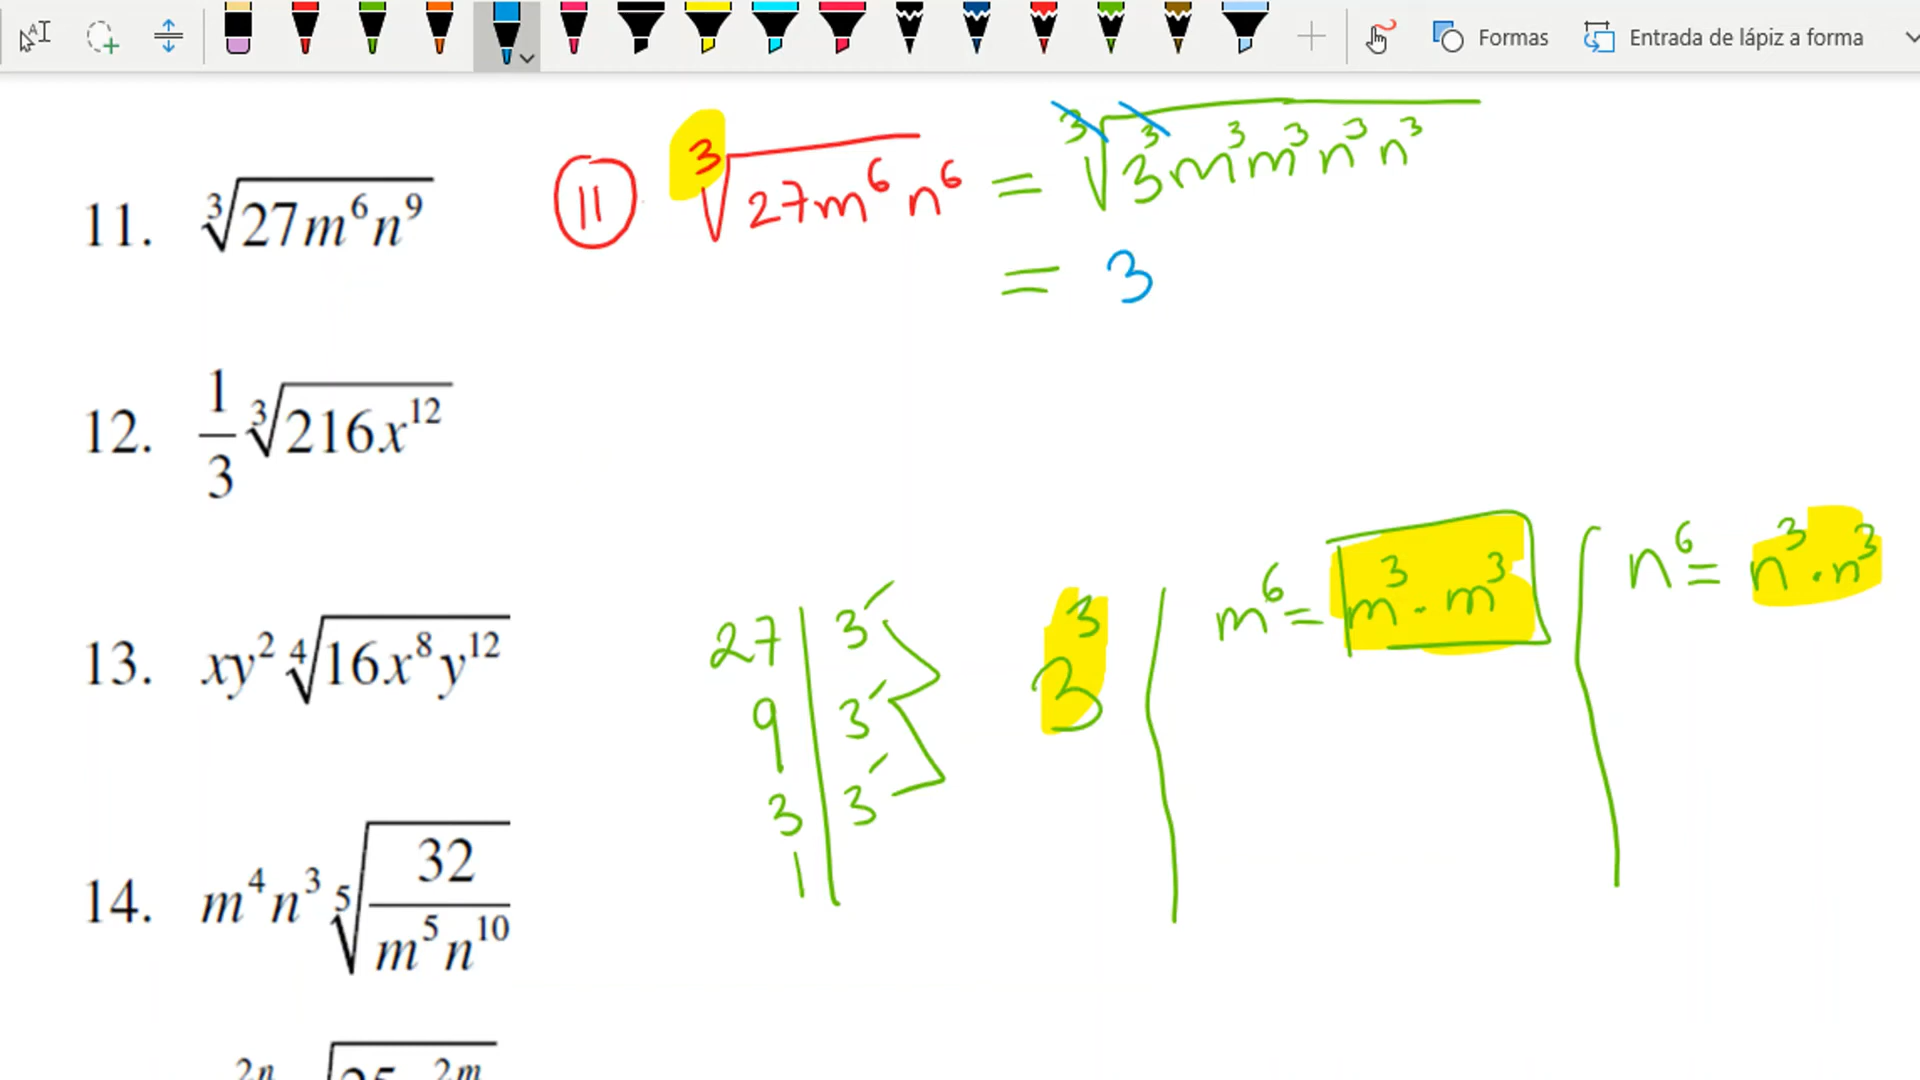 Formas
Entrada de lápiz a forma
11. ∛27m⁶n⁹
12. 1/3 ∛216x¹²
13. xy² ∜16x⁸y¹²
14. m⁴n³ ⁵√32/m⁵n¹⁰
11 ∛27m⁶n⁶ = ∛3³m³m³n³n³
= 3
27 | 3
9 | 3
3 | 3
1
3³
m⁶ = m³·m³
n⁶ = n³·n³